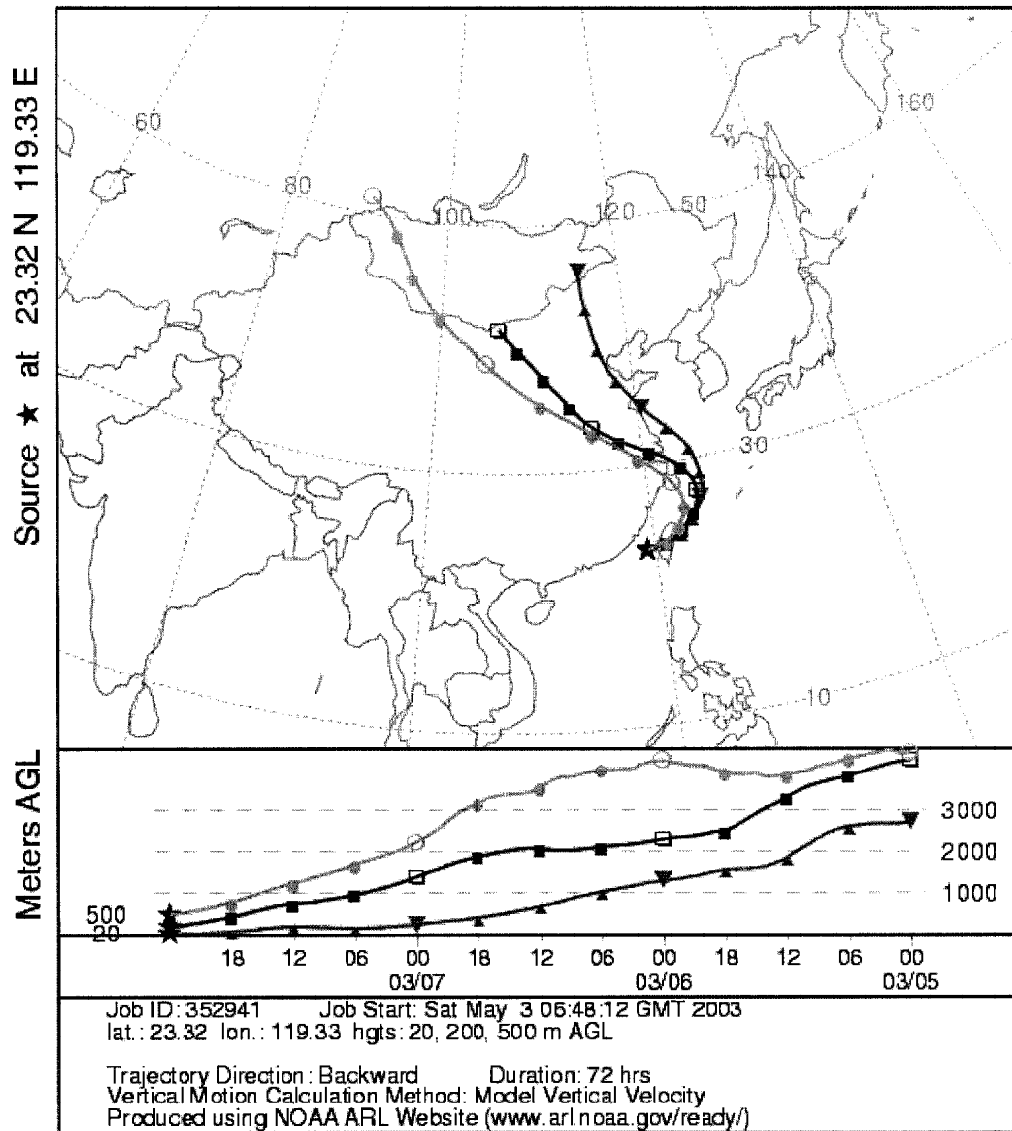 Source ★ at 23.32 N 119.33 E
60
80
100
120
140
160
50
30
10
Meters AGL
3000
2000
1000
500
20
18 12 06 00 18 12 06 00 18 12 06 00
03/07 03/06 03/05
Job ID: 352941 Job Start: Sat May 3 06:48:12 GMT 2003
lat.: 23.32 lon.: 119.33 hgts: 20, 200, 500 m AGL
Trajectory Direction: Backward Duration: 72 hrs
Vertical Motion Calculation Method: Model Vertical Velocity
Produced using NOAA ARL Website (www.arl.noaa.gov/ready/)